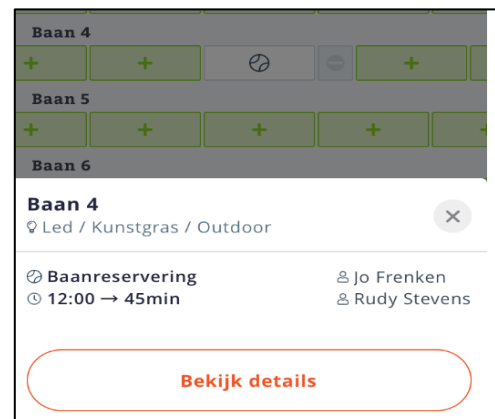 Baan 4
+ + +
Baan 5
+ + + + +
Baan 6
Baan 4
Led / Kunstgras / Outdoor
Baanreservering
Jo Frenken
12:00 → 45min
Rudy Stevens
Bekijk details